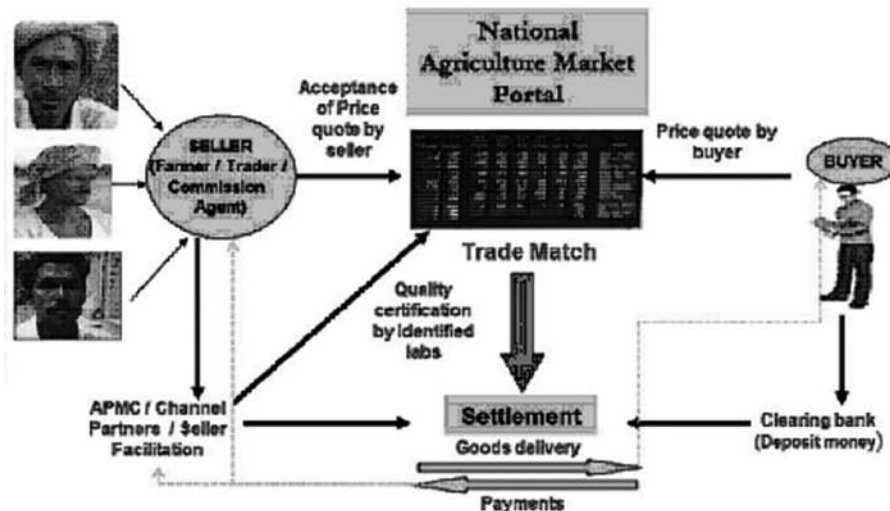 National
Agriculture Market
Portal
Acceptance
of Price
quote by
seller
Price quote by
buyer
SELLER
(Farmer / Trader /
Commission
Agent)
BUYER
Trade Match
Quality
certification
by identified
labs
APMC / Channel
Partners / Seller
Facilitation
Settlement
Goods delivery
Payments
Clearing bank
(Deposit money)